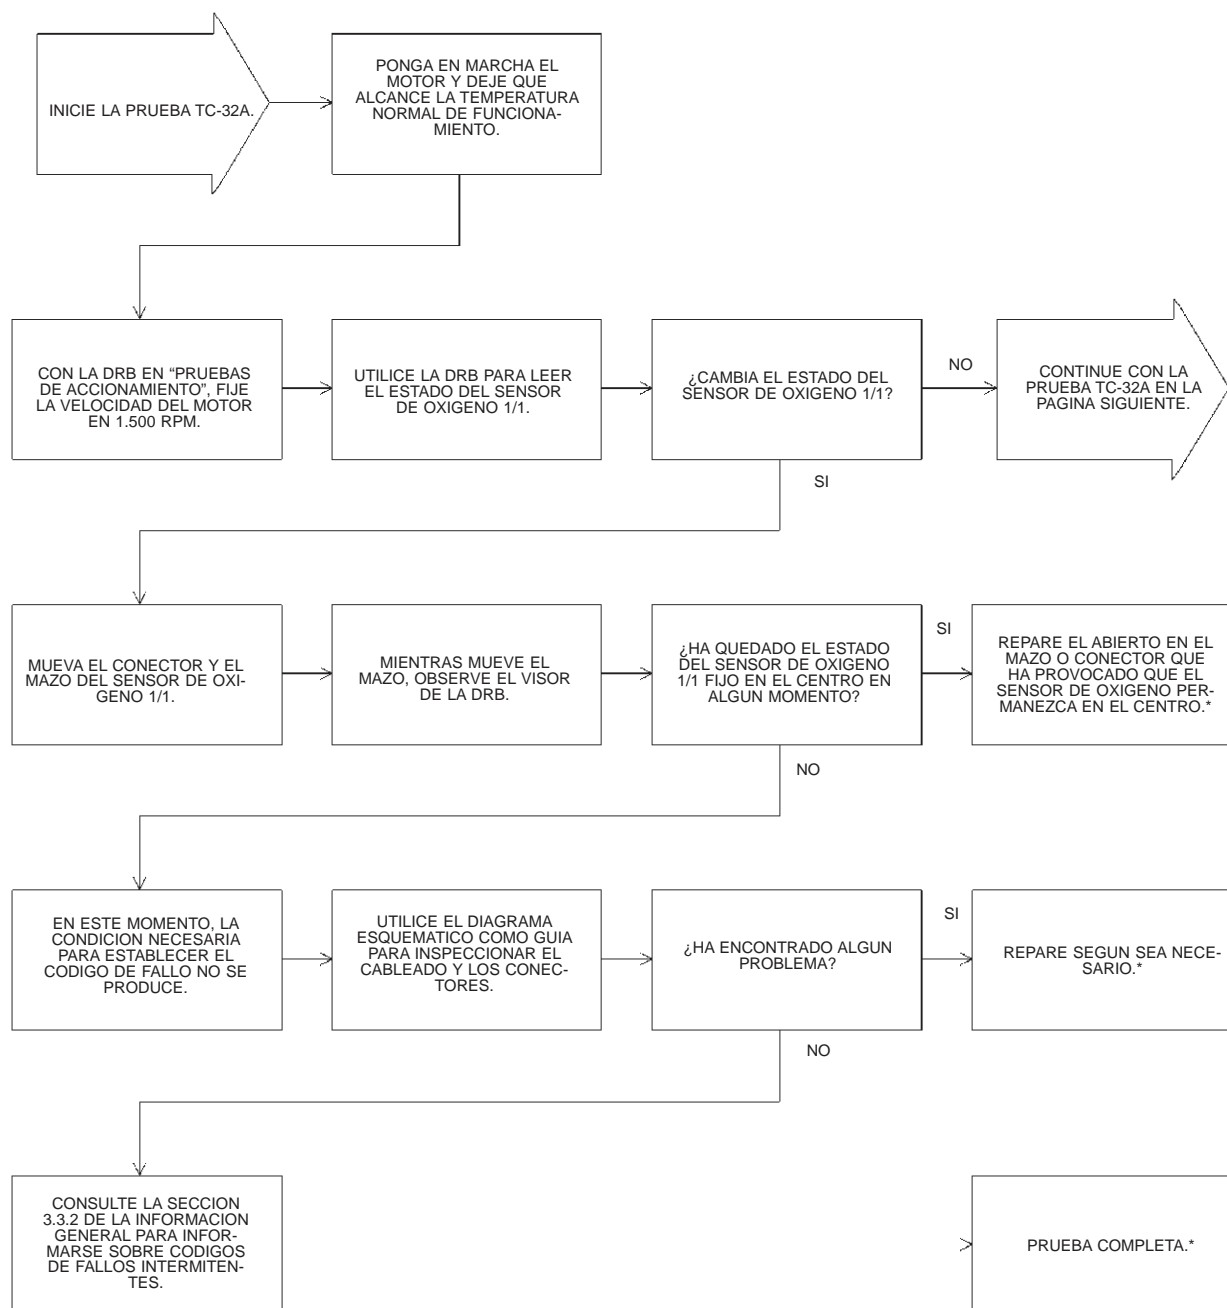 INICIE LA PRUEBA TC-32A.
PONGA EN MARCHA EL
MOTOR Y DEJE QUE
ALCANCE LA TEMPERATURA
NORMAL DE FUNCIONA-
MIENTO.
CON LA DRB EN “PRUEBAS
DE ACCIONAMIENTO”, FIJE
LA VELOCIDAD DEL MOTOR
EN 1.500 RPM.
UTILICE LA DRB PARA LEER
EL ESTADO DEL SENSOR
DE OXIGENO 1/1.
¿CAMBIA EL ESTADO DEL
SENSOR DE OXIGENO 1/1?
NO
CONTINUE CON LA
PRUEBA TC-32A EN LA
PAGINA SIGUIENTE.
SI
MUEVA EL CONECTOR Y EL
MAZO DEL SENSOR DE OXI-
GENO 1/1.
MIENTRAS MUEVE EL
MAZO, OBSERVE EL VISOR
DE LA DRB.
¿HA QUEDADO EL ESTADO
DEL SENSOR DE OXIGENO
1/1 FIJO EN EL CENTRO EN
ALGUN MOMENTO?
SI
REPARE EL ABIERTO EN EL
MAZO O CONECTOR QUE
HA PROVOCADO QUE EL
SENSOR DE OXIGENO PER-
MANEZCA EN EL CENTRO.*
NO
EN ESTE MOMENTO, LA
CONDICION NECESARIA
PARA ESTABLECER EL
CODIGO DE FALLO NO SE
PRODUCE.
UTILICE EL DIAGRAMA
ESQUEMATICO COMO GUIA
PARA INSPECCIONAR EL
CABLEADO Y LOS CONEC-
TORES.
¿HA ENCONTRADO ALGUN
PROBLEMA?
SI
REPARE SEGUN SEA NECE-
SARIO.*
NO
CONSULTE LA SECCION
3.3.2 DE LA INFORMACION
GENERAL PARA INFOR-
MARSE SOBRE CODIGOS
DE FALLOS INTERMITEN-
TES.
PRUEBA COMPLETA.*